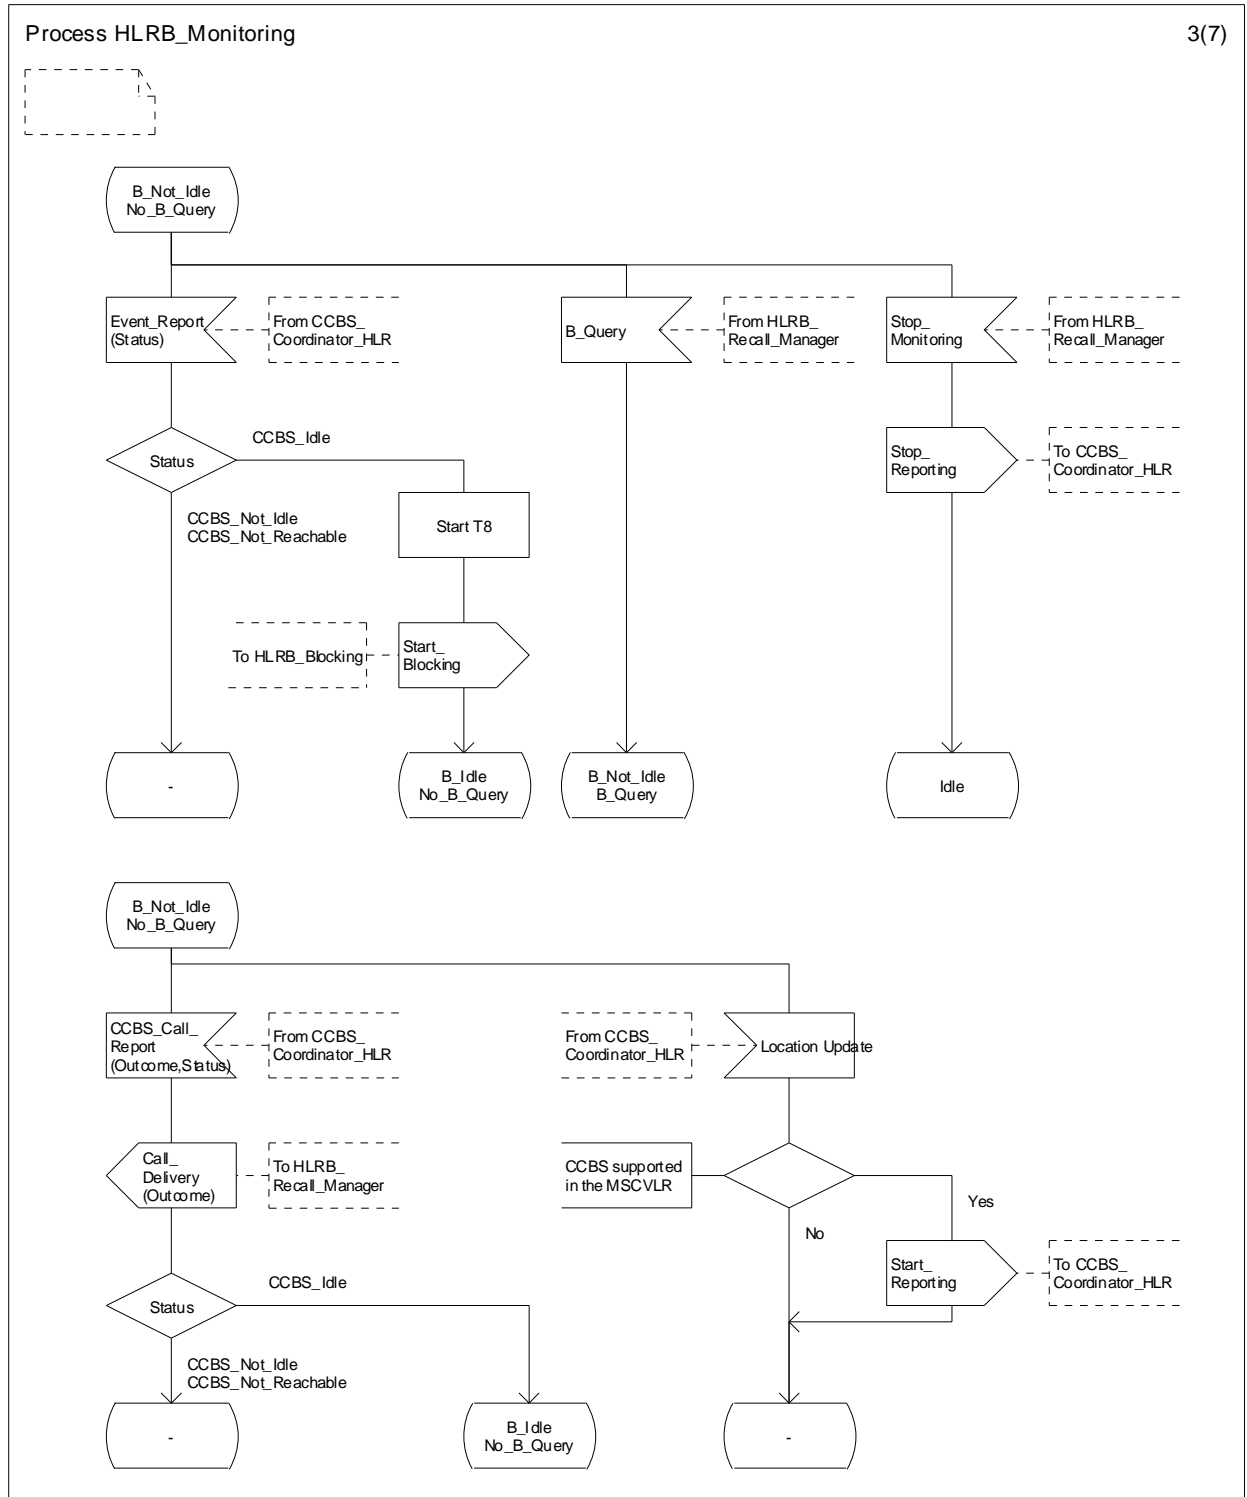 Process HLRB_Monitoring
3(7)
B_Not_Idle
No_B_Query
Event_Report
(Status)
From CCBS_
Coordinator_HLR
B_Query
From HLRB_
Recall_Manager
Stop_
Monitoring
From HLRB_
Recall_Manager
Status
CCBS_Idle
Stop_
Reporting
To CCBS_
Coordinator_HLR
CCBS_Not_Idle
CCBS_Not_Reachable
Start T8
To HLRB_Blocking
Start_
Blocking
-
B_Idle
No_B_Query
B_Not_Idle
B_Query
Idle
B_Not_Idle
No_B_Query
CCBS_Call_
Report
(Outcome,Status)
From CCBS_
Coordinator_HLR
From CCBS_
Coordinator_HLR
Location Update
Call_
Delivery
(Outcome)
To HLRB_
Recall_Manager
CCBS supported
in the MSCVLR
Yes
No
Start_
Reporting
To CCBS_
Coordinator_HLR
Status
CCBS_Idle
CCBS_Not_Idle
CCBS_Not_Reachable
-
B_Idle
No_B_Query
-